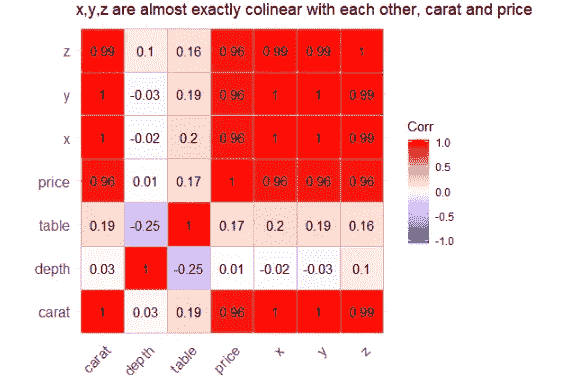 x,y,z are almost exactly colinear with each other, carat and price
z 0.99 0.1 0.16 0.96 0.99 0.99 1
y 1 -0.03 0.19 0.96 1 1 0.99
x 1 -0.02 0.2 0.96 1 1 0.99
price 0.96 0.01 0.17 1 0.96 0.96 0.96
table 0.19 -0.25 1 0.17 0.2 0.19 0.16
depth 0.03 1 -0.25 0.01 -0.02 -0.03 0.1
carat 1 0.03 0.19 0.96 1 1 0.99
carat depth table price x y z
Corr
1.0
0.5
0.0
-0.5
-1.0